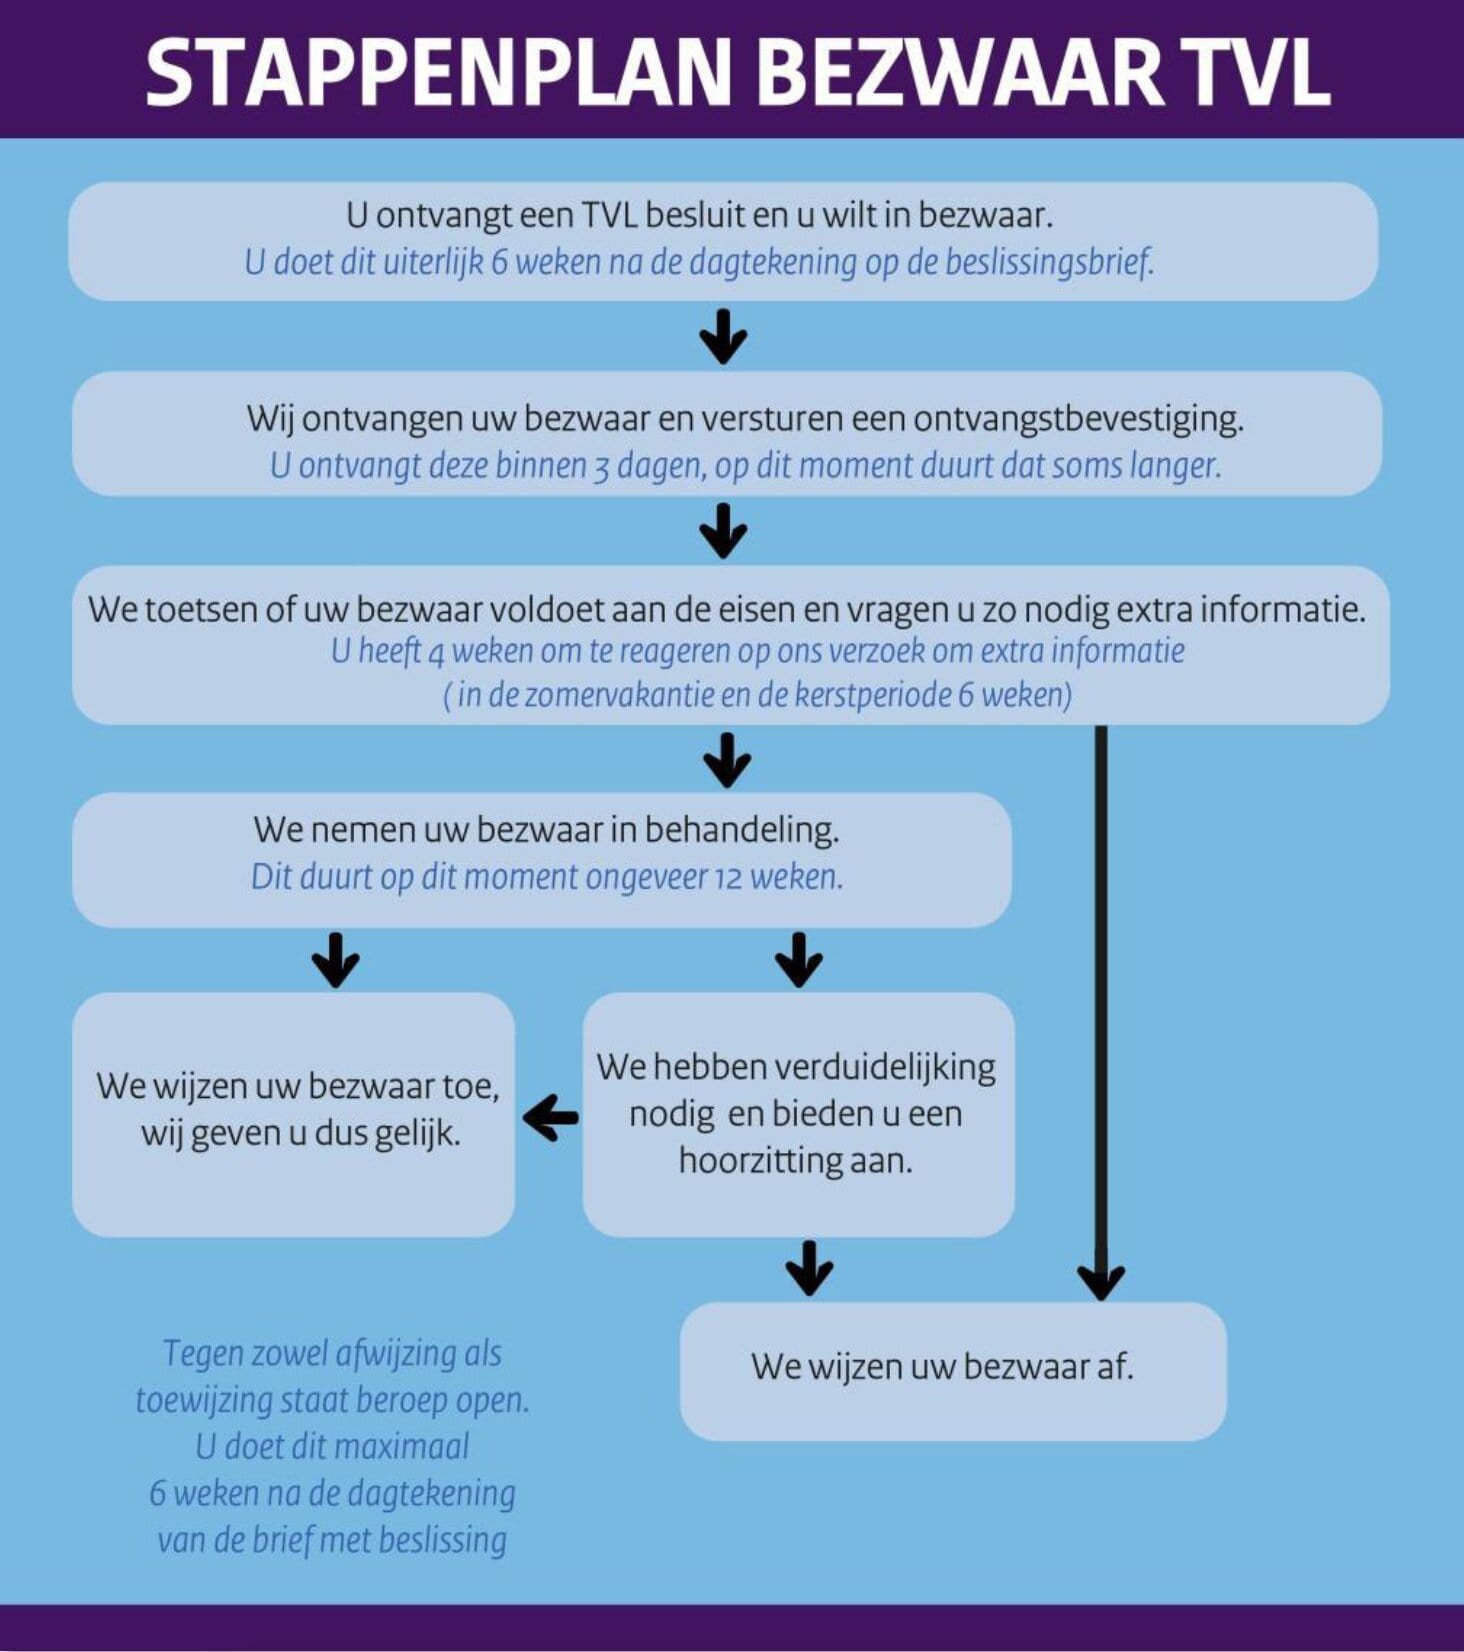 STAPPENPLAN BEZWAAR TVL
U ontvangt een TVL besluit en u wilt in bezwaar.
U doet dit uiterlijk 6 weken na de dagtekening op de beslissingsbrief.
Wij ontvangen uw bezwaar en versturen een ontvangstbevestiging.
U ontvangt deze binnen 3 dagen, op dit moment duurt dat soms langer.
We toetsen of uw bezwaar voldoet aan de eisen en vragen u zo nodig extra informatie.
U heeft 4 weken om te reageren op ons verzoek om extra informatie
( in de zomervakantie en de kerstperiode 6 weken)
We nemen uw bezwaar in behandeling.
Dit duurt op dit moment ongeveer 12 weken.
We wijzen uw bezwaar toe,
wij geven u dus gelijk.
We hebben verduidelijking
nodig en bieden u een
hoorzitting aan.
We wijzen uw bezwaar af.
Tegen zowel afwijzing als
toewijzing staat beroep open.
U doet dit maximaal
6 weken na de dagtekening
van de brief met beslissing